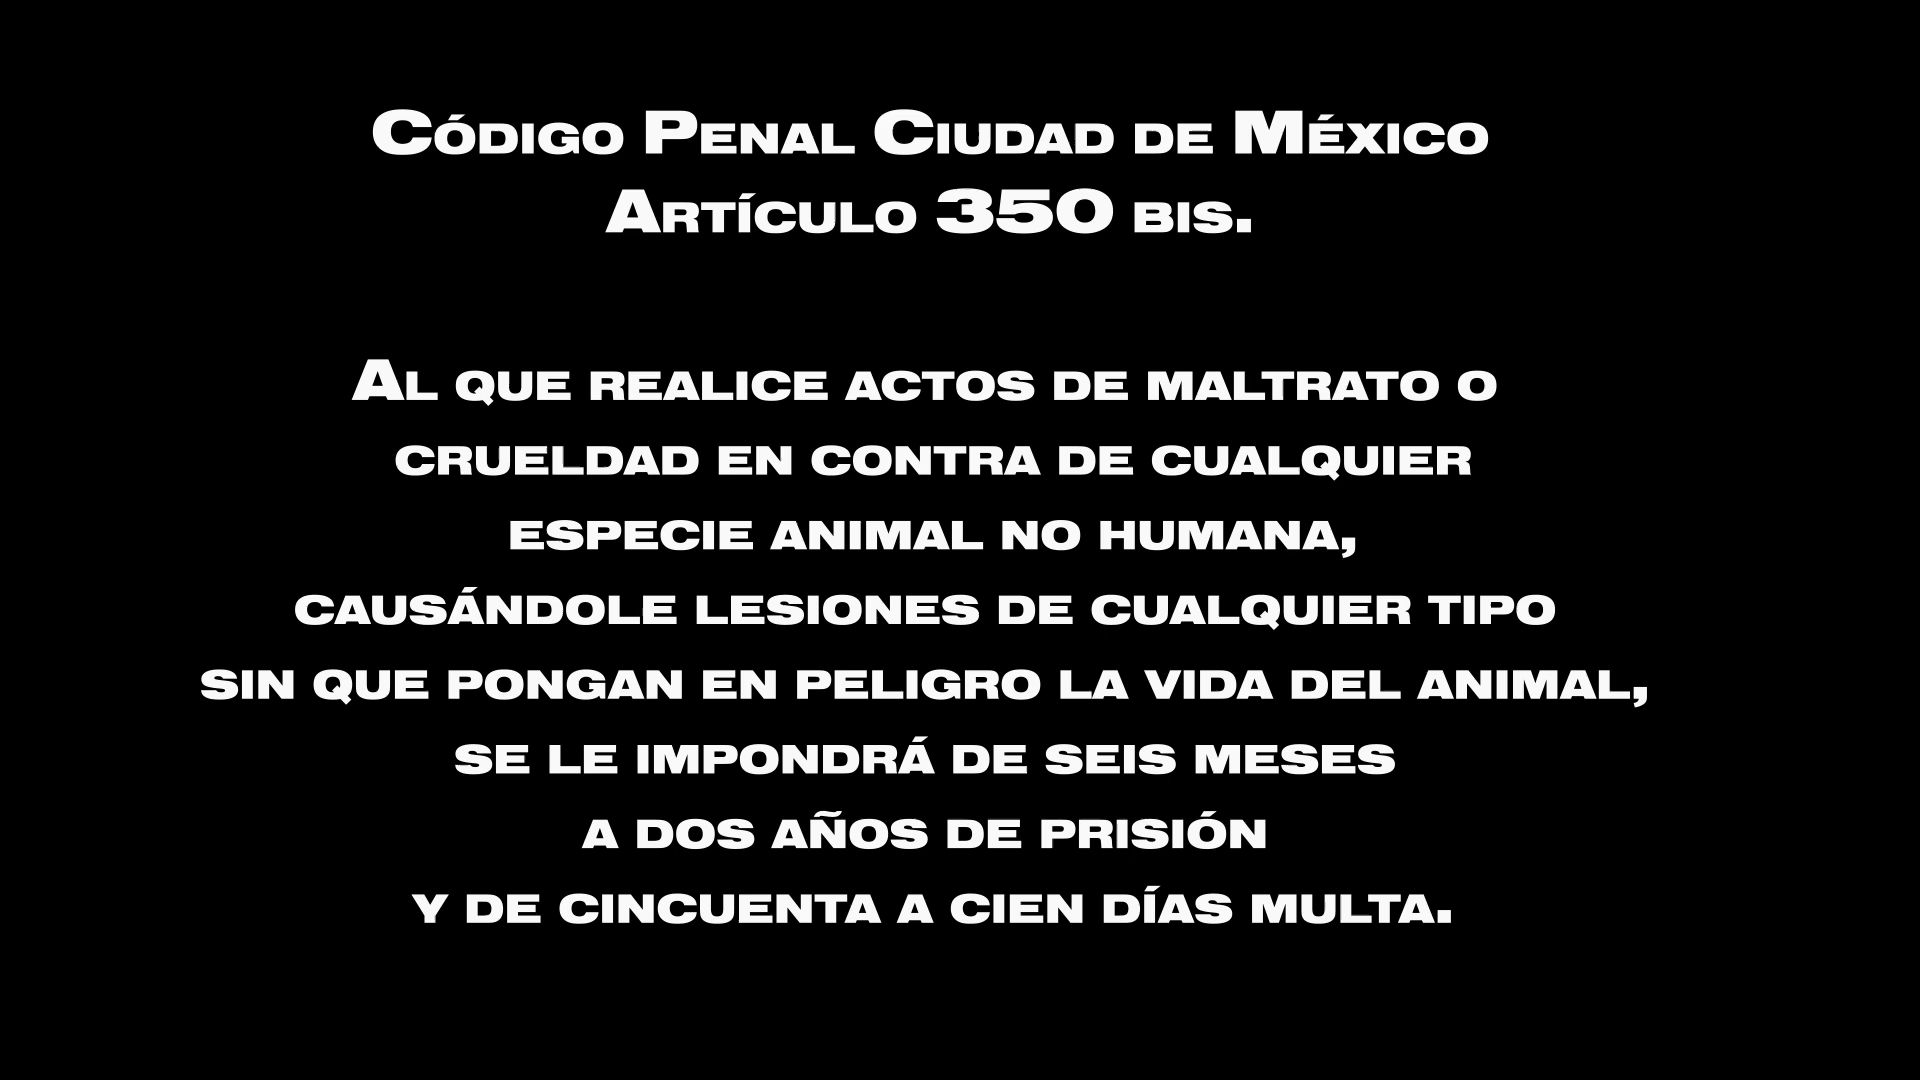 Código Penal Ciudad de México
Artículo 350 bis.
Al que realice actos de maltrato o
crueldad en contra de cualquier
especie animal no humana,
causándole lesiones de cualquier tipo
sin que pongan en peligro la vida del animal,
se le impondrá de seis meses
a dos años de prisión
y de cincuenta a cien días multa.